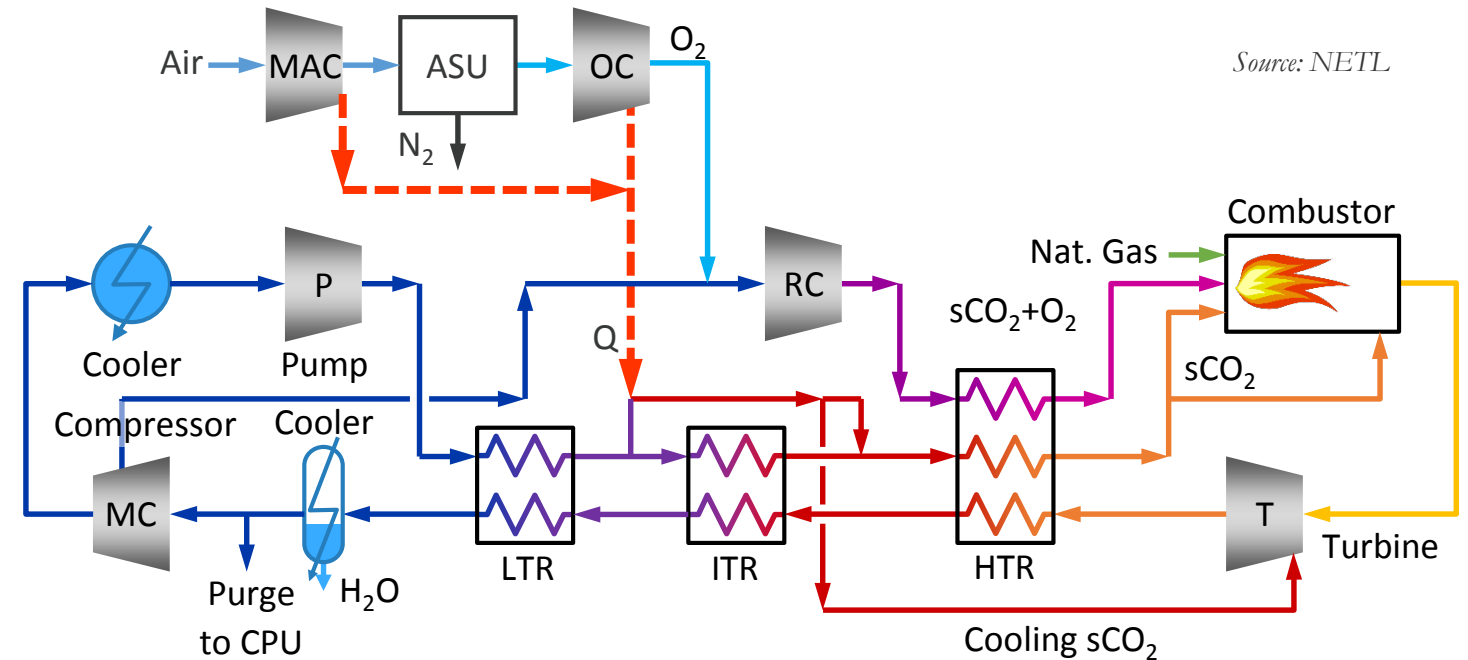 Air
MAC
ASU
OC
O₂
Source: NETL
N₂
Combustor
Nat. Gas
P
RC
Q
sCO₂+O₂
Cooler
Pump
sCO₂
Compressor
Cooler
MC
T
LTR
ITR
HTR
Turbine
Purge
to CPU
H₂O
Cooling sCO₂